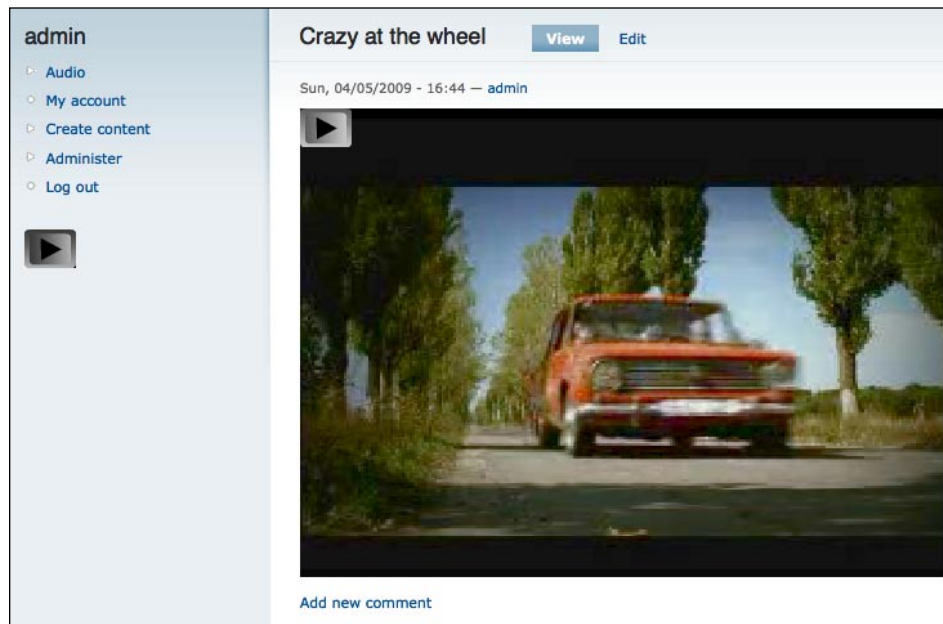 admin
Audio
My account
Create content
Administer
Log out
Crazy at the wheel
View
Edit
Sun, 04/05/2009 - 16:44 — admin
Add new comment